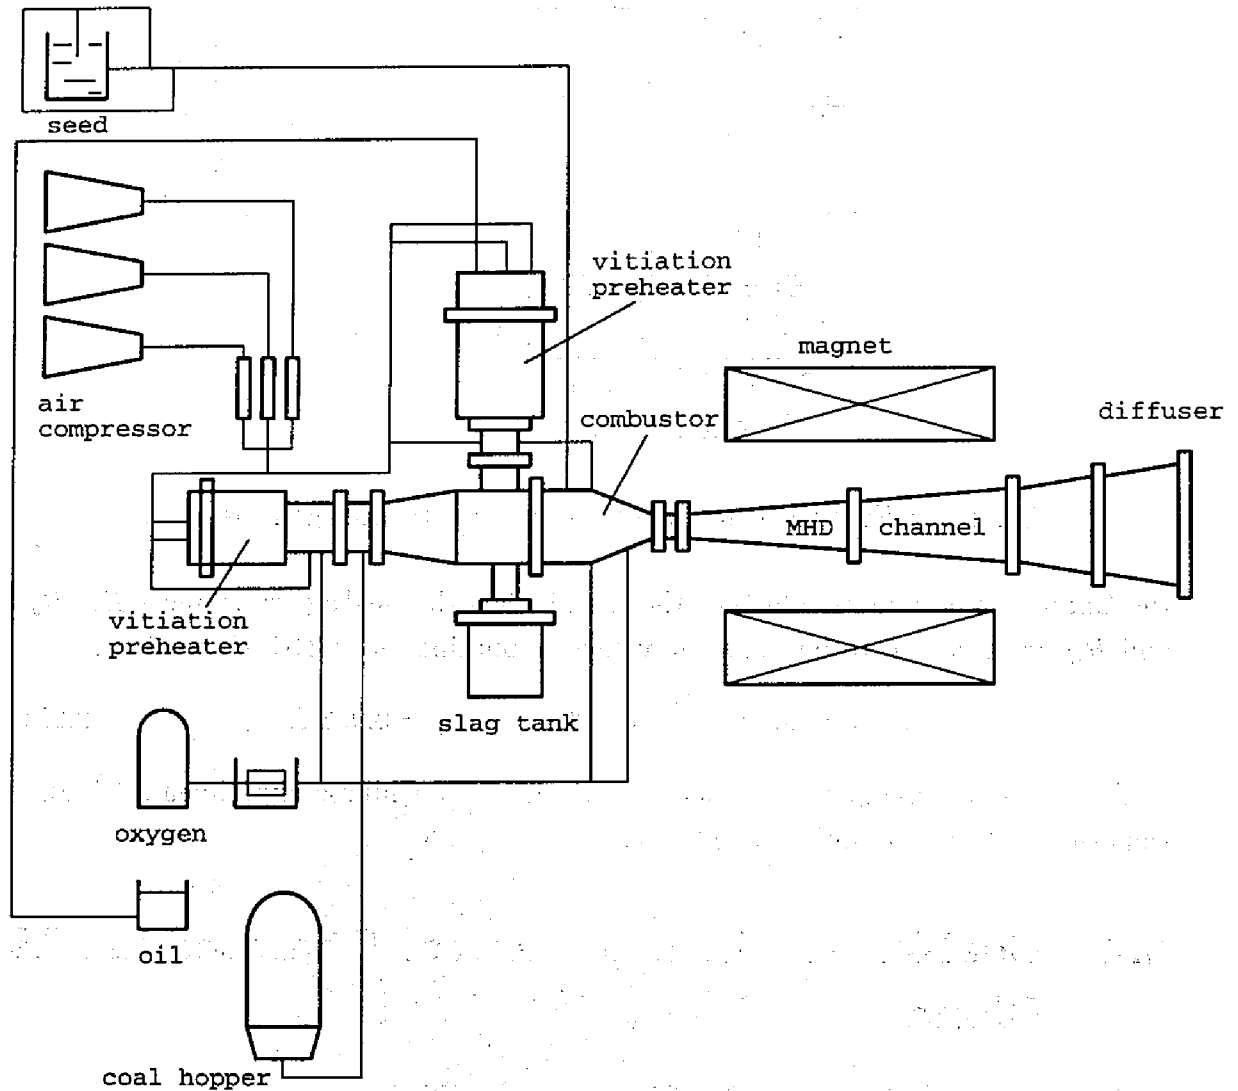 seed
vitiation
preheater
magnet
air
compressor
combustor
diffuser
MHD channel
vitiation
preheater
slag tank
oxygen
oil
coal hopper